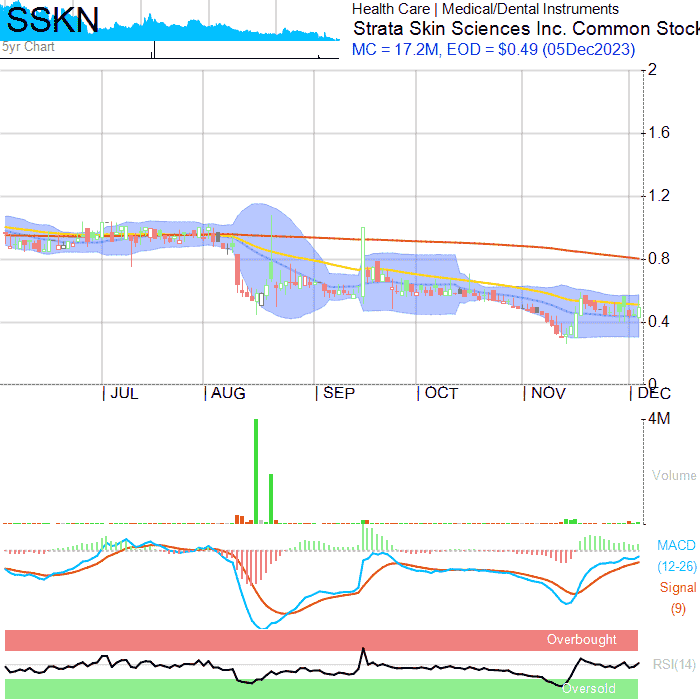 SSKN
5yr Chart
Health Care | Medical/Dental Instruments
Strata Skin Sciences Inc. Common Stock
MC = 17.2M, EOD = $0.49 (05Dec2023)
2
1.6
1.2
0.8
0.4
0
JUL AUG SEP OCT NOV DEC
4M
Volume
MACD
(12-26)
Signal
(9)
Overbought
RSI(14)
Oversold